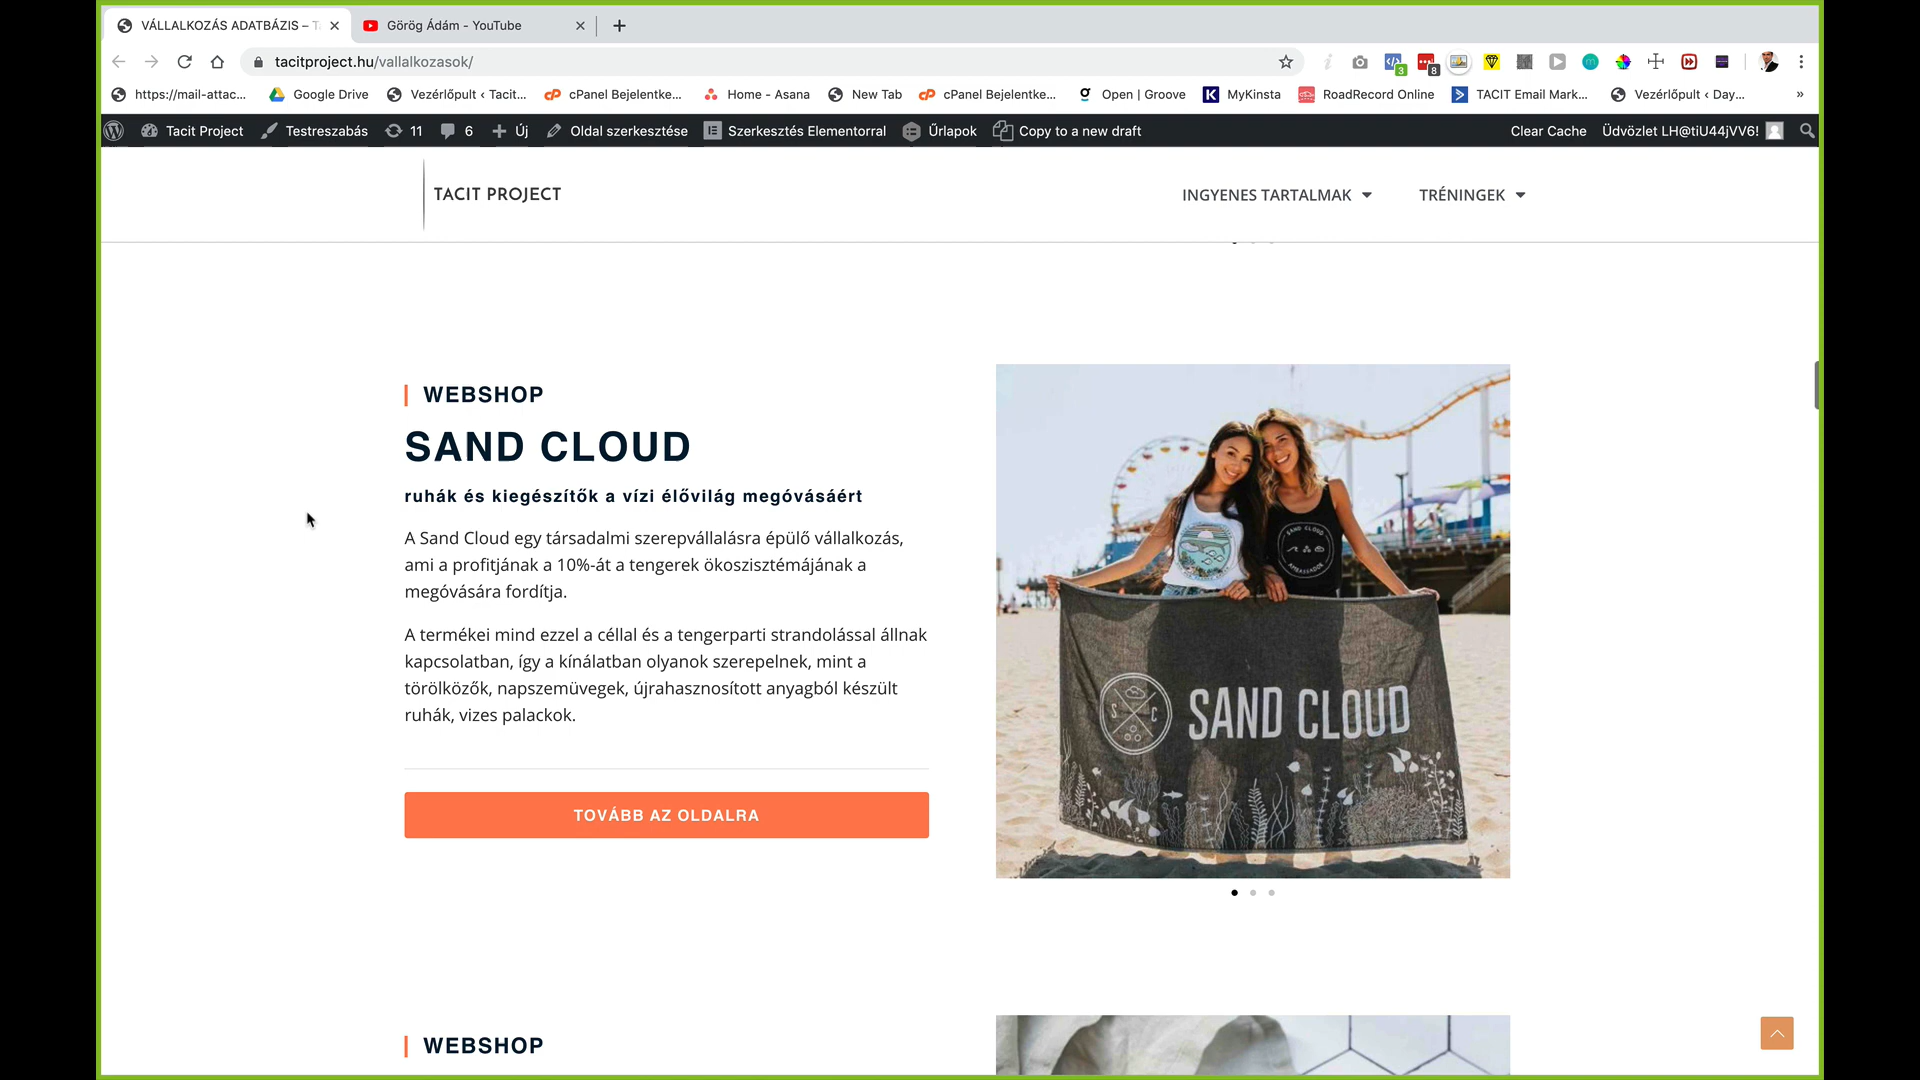 VÁLLALKOZÁS ADATBÁZIS – T
Görög Ádám - YouTube
tacitproject.hu/vallalkozasok/
3
8
https://mail-attac...
Google Drive
Vezérlőpult ‹ Tacit...
cPanel Bejelentke...
Home - Asana
New Tab
cPanel Bejelentke...
Open | Groove
MyKinsta
RoadRecord Online
TACIT Email Mark...
Vezérlőpult ‹ Day...
»
Tacit Project
Testreszabás
11
6
Új
Oldal szerkesztése
Szerkesztés Elementorral
Űrlapok
Copy to a new draft
Clear Cache
Üdvözlet LH@tiU44jVV6!
TACIT PROJECT
INGYENES TARTALMAK
TRÉNINGEK
WEBSHOP
SAND CLOUD
ruhák és kiegészítők a vízi élővilág megóvásáért
A Sand Cloud egy társadalmi szerepvállalásra épülő vállalkozás,
ami a profitjának a 10%-át a tengerek ökoszisztémájának a
megóvására fordítja.
A termékei mind ezzel a céllal és a tengerparti strandolással állnak
kapcsolatban, így a kínálatban olyanok szerepelnek, mint a
törölközők, napszemüvegek, újrahasznosított anyagból készült
ruhák, vizes palackok.
TOVÁBB AZ OLDALRA
SAND CLOUD
AMBASSADOR
S C
SAND CLOUD
WEBSHOP